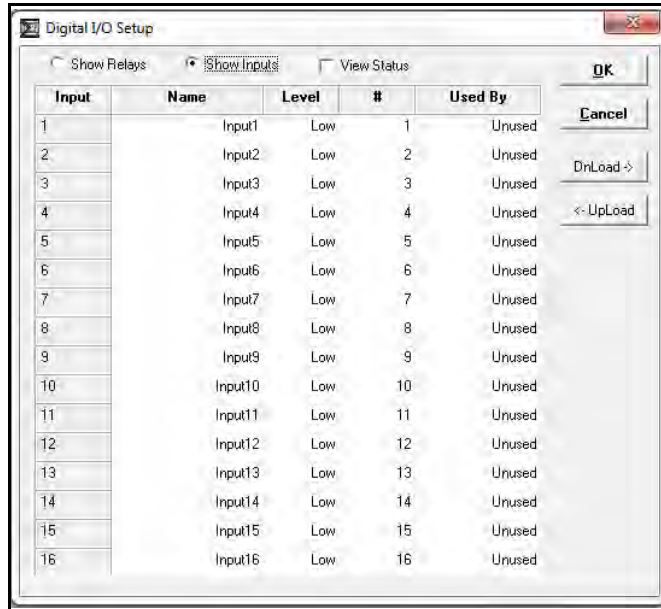 Digital I/O Setup
Show Relays Show Inputs View Status
OK
Input Name Level # Used By
Cancel
1 Input1 Low 1 Unused
2 Input2 Low 2 Unused
DnLoad ->
3 Input3 Low 3 Unused
4 Input4 Low 4 Unused
<- UpLoad
5 Input5 Low 5 Unused
6 Input6 Low 6 Unused
7 Input7 Low 7 Unused
8 Input8 Low 8 Unused
9 Input9 Low 9 Unused
10 Input10 Low 10 Unused
11 Input11 Low 11 Unused
12 Input12 Low 12 Unused
13 Input13 Low 13 Unused
14 Input14 Low 14 Unused
15 Input15 Low 15 Unused
16 Input16 Low 16 Unused